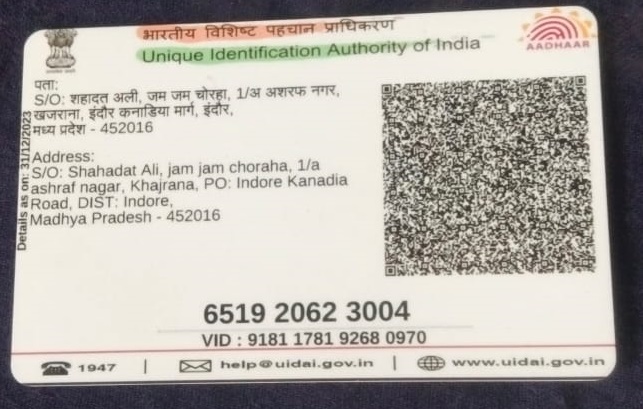 भारतीय विशिष्ट पहचान प्राधिकरण
Unique Identification Authority of India
AADHAAR
पता:
S/O: शहादत अली, जम जम चोरहा, 1/अ अशरफ नगर,
खजराना, इंदौर कनाडिया मार्ग, इंदौर,
मध्य प्रदेश - 452016
Details as on: 31/12/2023
Address:
S/O: Shahadat Ali, jam jam choraha, 1/a
ashraf nagar, Khajrana, PO: Indore Kanadia
Road, DIST: Indore,
Madhya Pradesh - 452016
6519 2062 3004
VID : 9181 1781 9268 0970
1947 | help@uidai.gov.in | www.uidai.gov.in